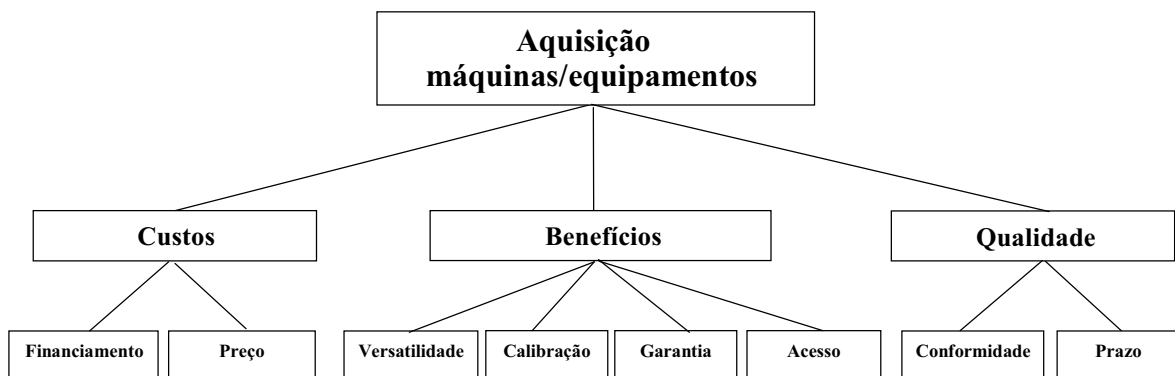 Aquisição
máquinas/equipamentos
Custos
Benefícios
Qualidade
Financiamento
Preço
Versatilidade
Calibração
Garantia
Acesso
Conformidade
Prazo